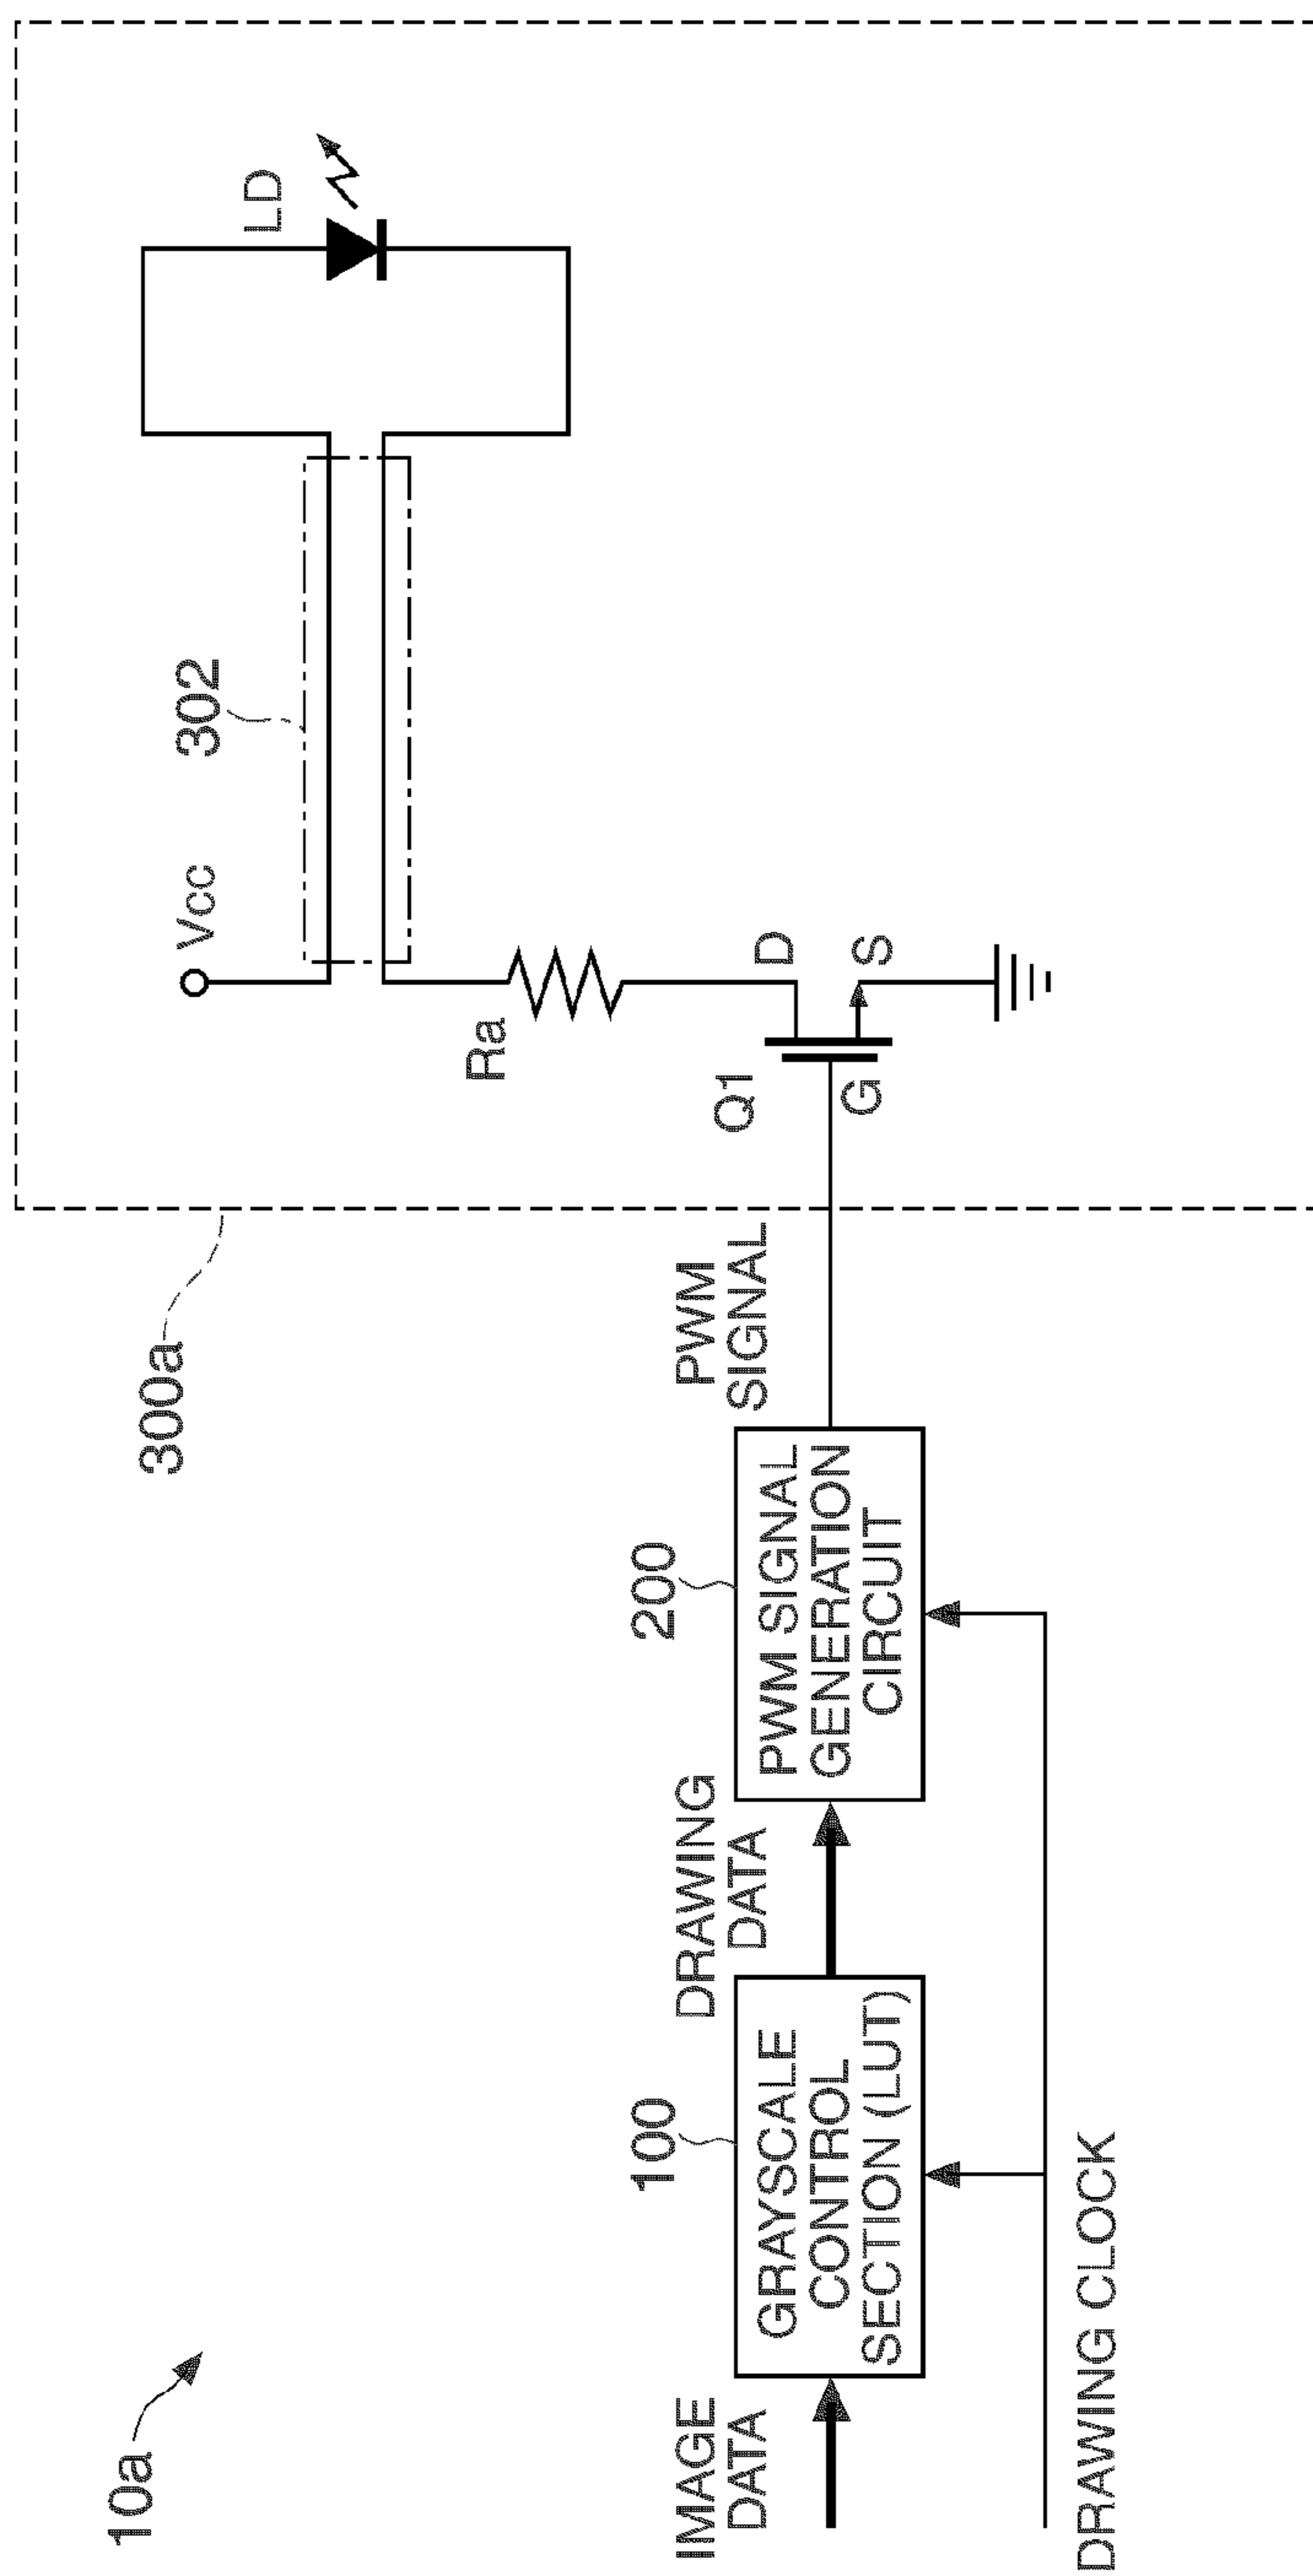 10a
300a
302
Vcc
LD
Ra
Q1
D
G
S
IMAGE
DATA
100
GRAYSCALE
CONTROL
SECTION (LUT)
DRAWING
DATA
200
PWM SIGNAL
GENERATION
CIRCUIT
PWM
SIGNAL
DRAWING CLOCK